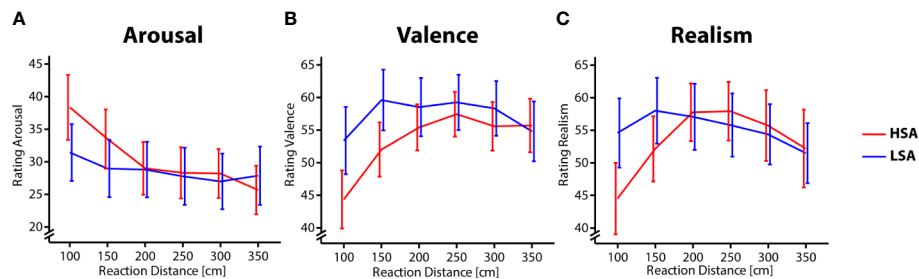 A
Arousal
Rating Arousal
45
40
35
30
25
20
100 150 200 250 300 350
Reaction Distance [cm]
B
Valence
Rating Valence
65
60
55
50
45
40
100 150 200 250 300 350
Reaction Distance [cm]
C
Realism
Rating Realism
65
60
55
50
45
40
100 150 200 250 300 350
Reaction Distance [cm]
HSA
LSA